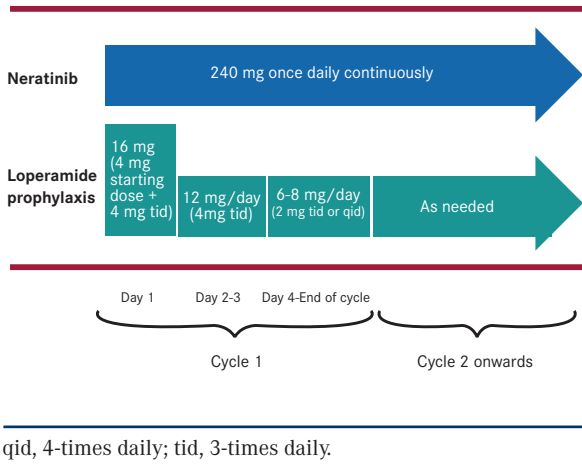 Neratinib
240 mg once daily continuously
Loperamide
prophylaxis
16 mg
(4 mg
starting
dose +
4 mg tid)
12 mg/day
(4mg tid)
6-8 mg/day
(2 mg tid or qid)
As needed
Day 1
Day 2-3
Day 4-End of cycle
Cycle 1
Cycle 2 onwards
qid, 4-times daily; tid, 3-times daily.